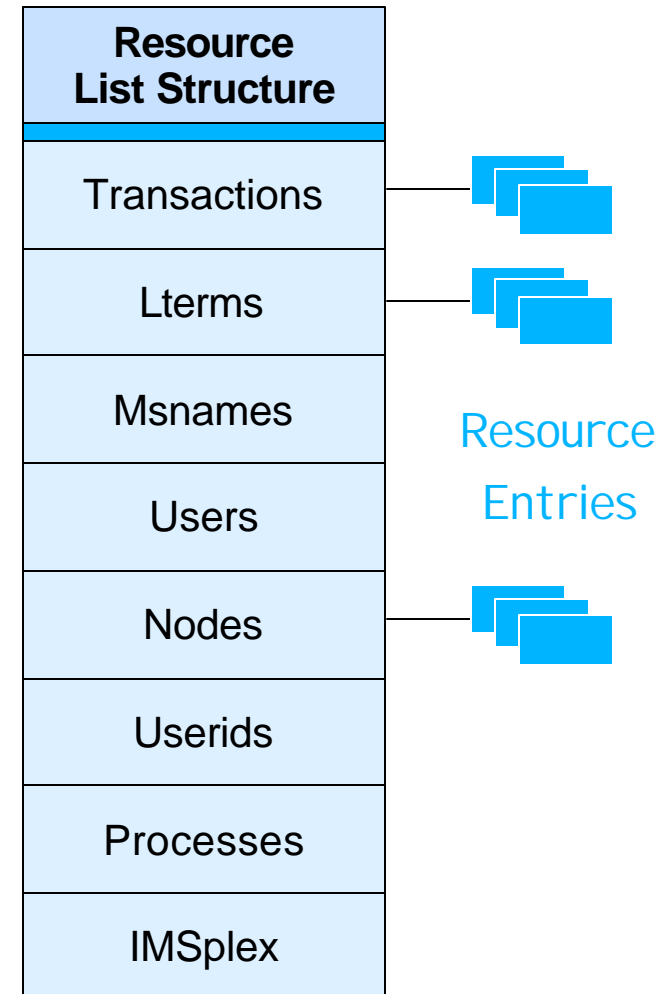 Resource
List Structure
Transactions
Lterms
Msnames
Resource
Entries
Users
Nodes
Userids
Processes
IMSplex